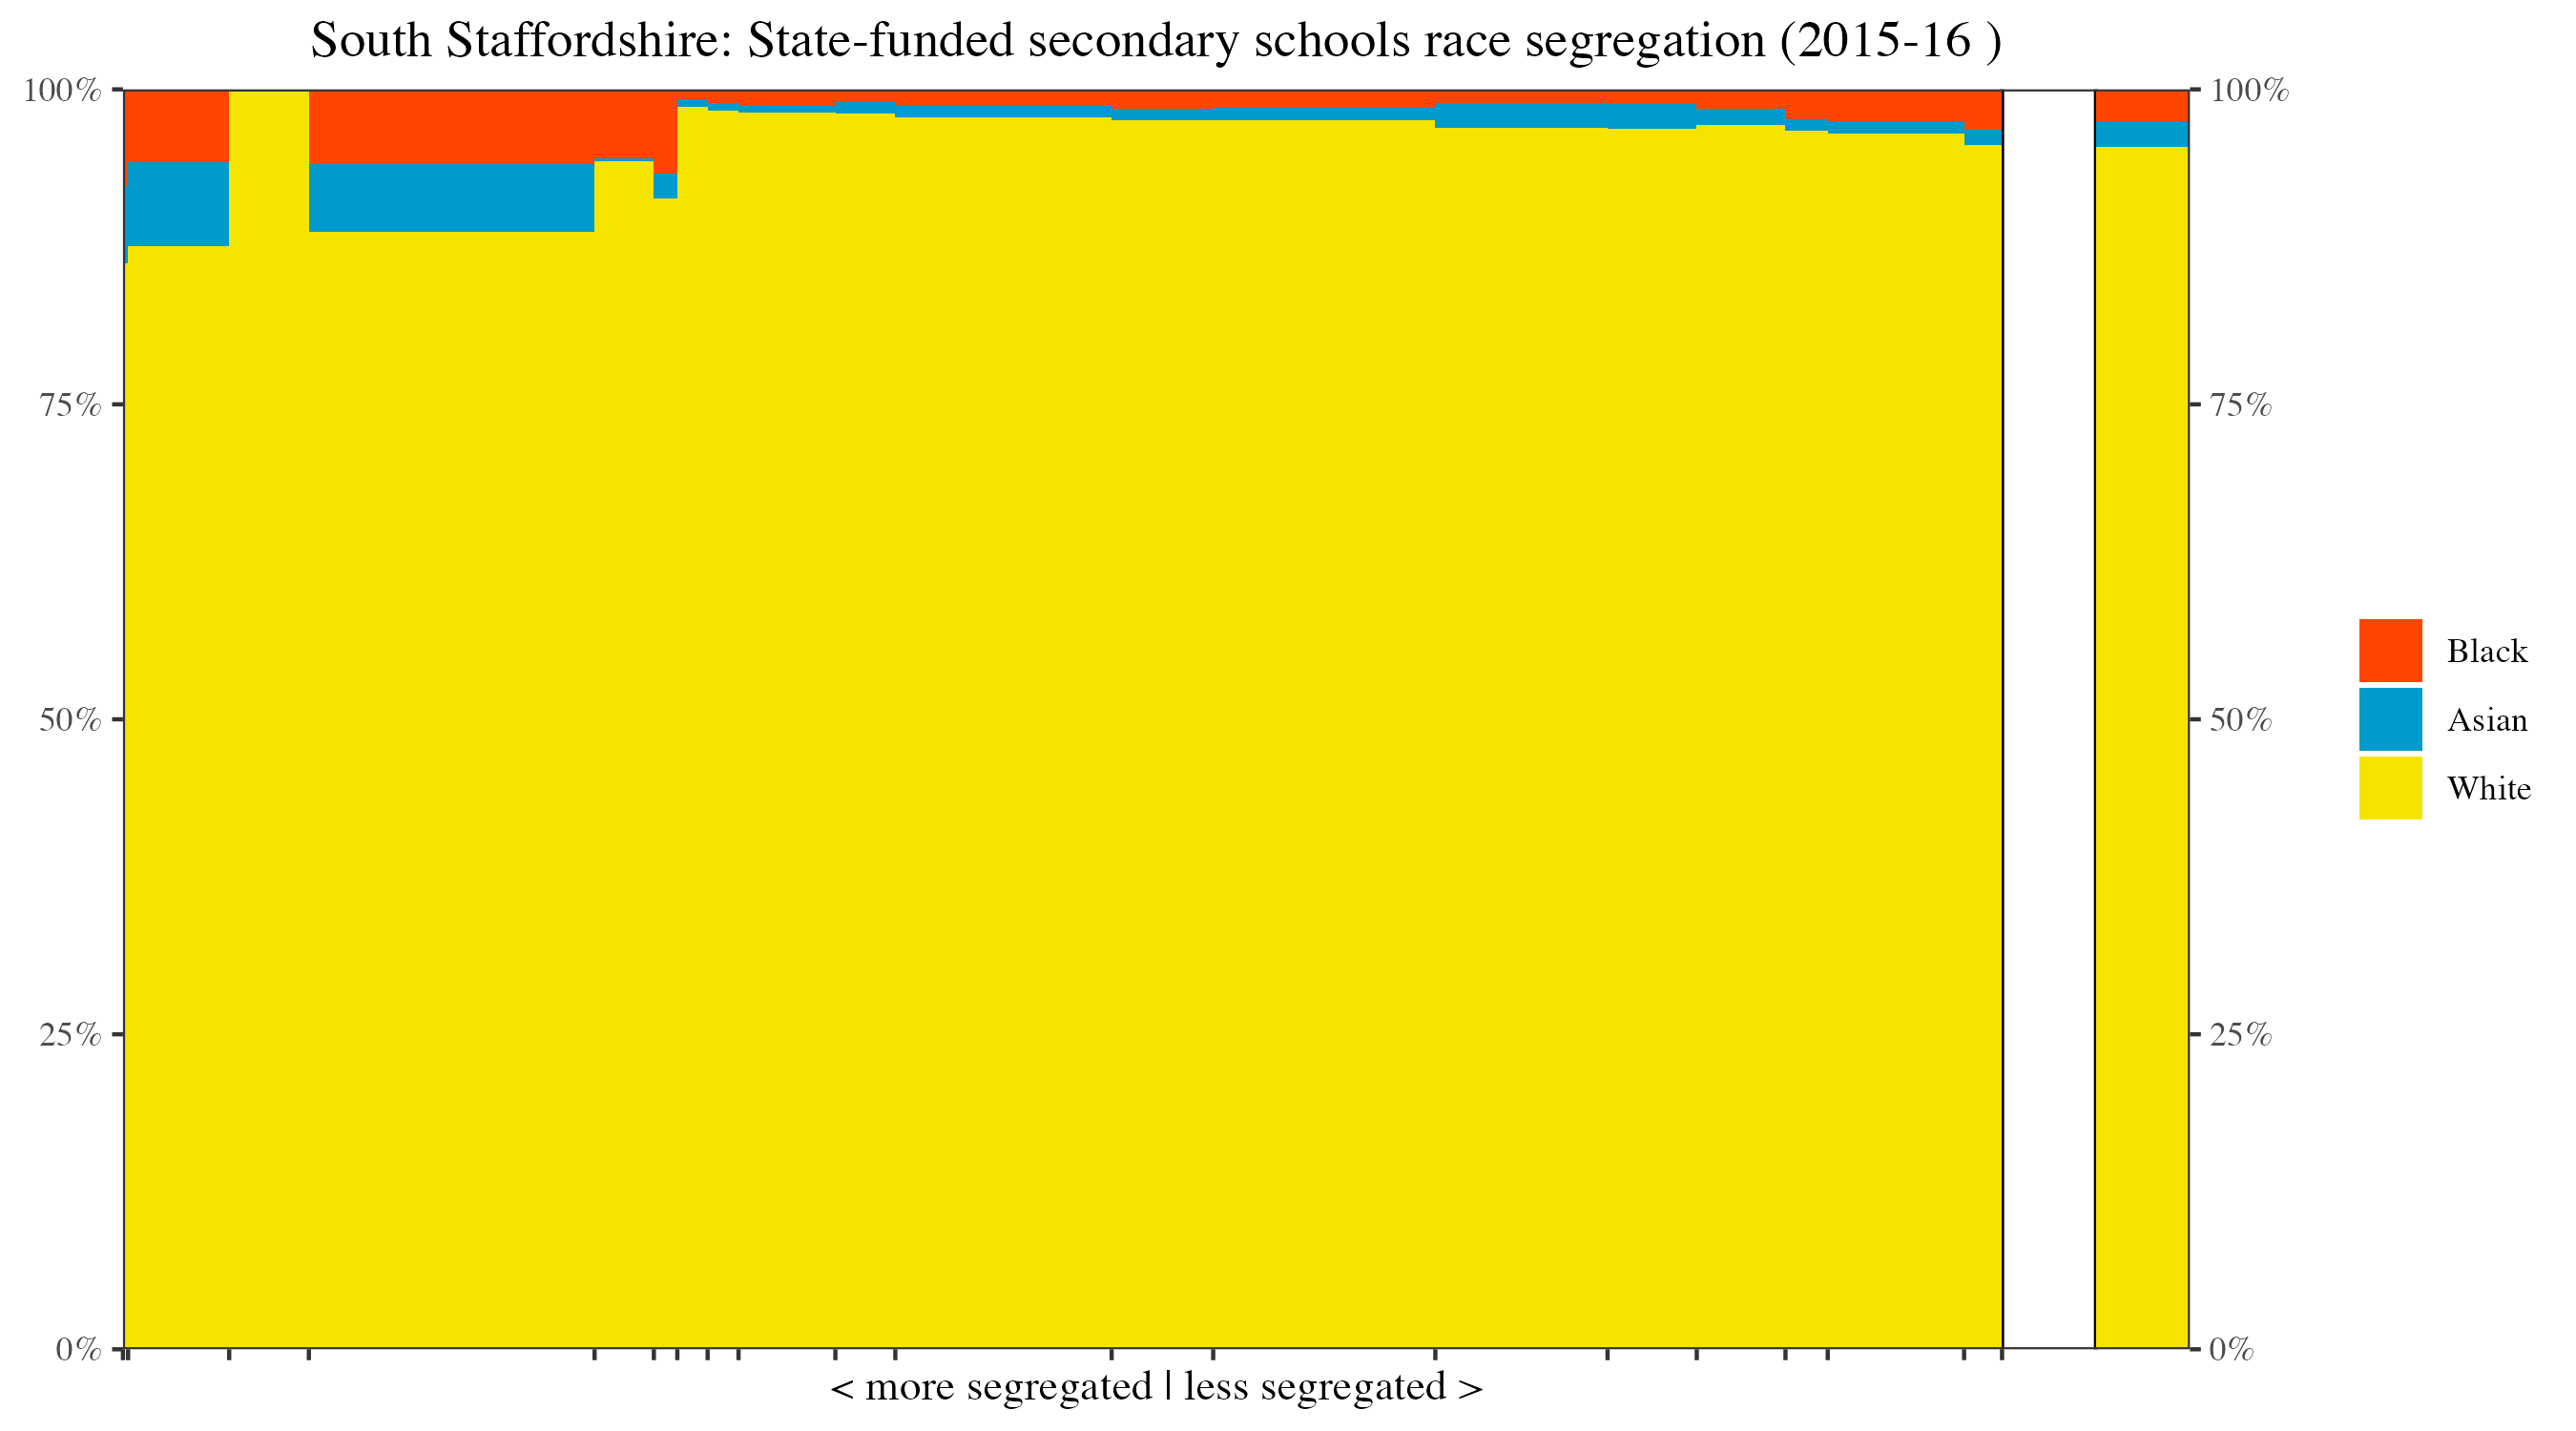 South Staffordshire: State-funded secondary schools race segregation (2015-16 )
100%
75%
50%
25%
0%
100%
75%
50%
25%
0%
Black
Asian
White
< more segregated | less segregated >